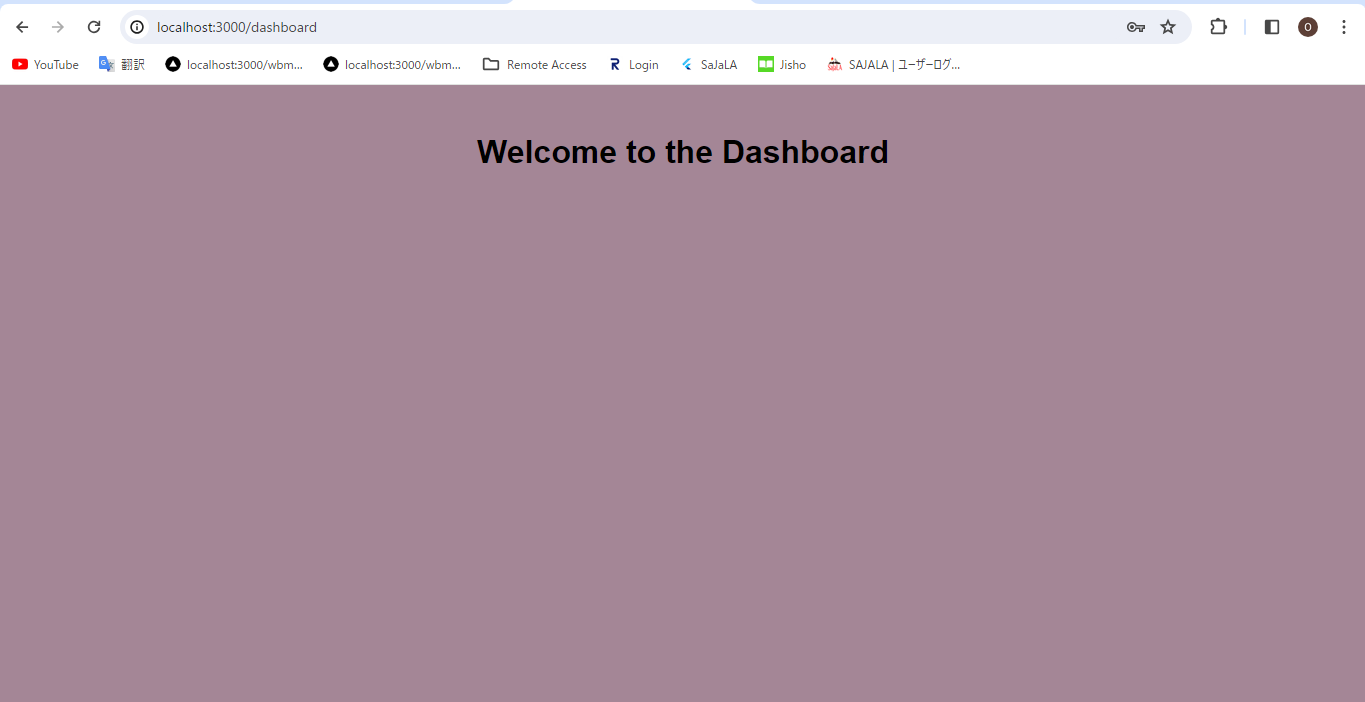 localhost:3000/dashboard
O
YouTube 翻訳 localhost:3000/wbm... localhost:3000/wbm... Remote Access Login SaJaLA Jisho SAJALA | ユーザーログ...
Welcome to the Dashboard